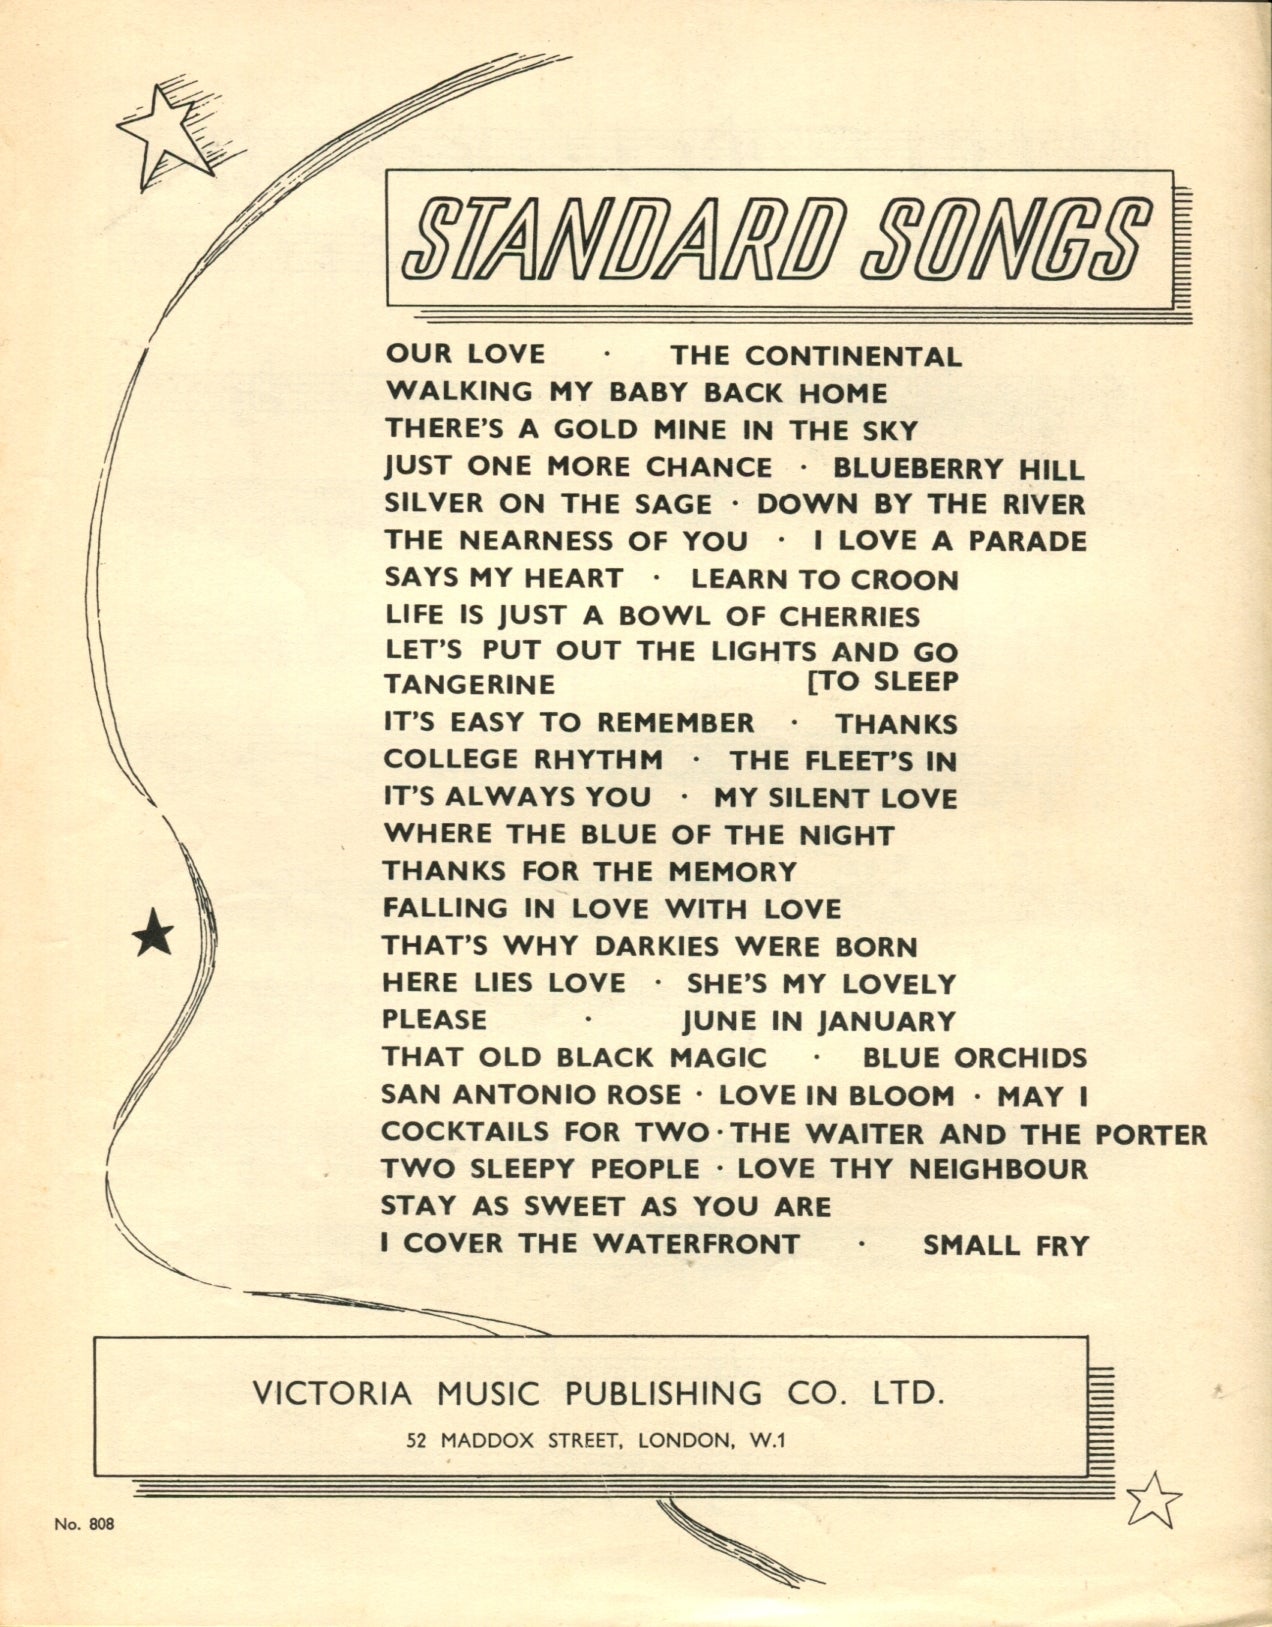 STANDARD SONGS
OUR LOVE · THE CONTINENTAL
WALKING MY BABY BACK HOME
THERE'S A GOLD MINE IN THE SKY
JUST ONE MORE CHANCE · BLUEBERRY HILL
SILVER ON THE SAGE · DOWN BY THE RIVER
THE NEARNESS OF YOU · I LOVE A PARADE
SAYS MY HEART · LEARN TO CROON
LIFE IS JUST A BOWL OF CHERRIES
LET'S PUT OUT THE LIGHTS AND GO
TANGERINE [TO SLEEP
IT'S EASY TO REMEMBER · THANKS
COLLEGE RHYTHM · THE FLEET'S IN
IT'S ALWAYS YOU · MY SILENT LOVE
WHERE THE BLUE OF THE NIGHT
THANKS FOR THE MEMORY
FALLING IN LOVE WITH LOVE
THAT'S WHY DARKIES WERE BORN
HERE LIES LOVE · SHE'S MY LOVELY
PLEASE · JUNE IN JANUARY
THAT OLD BLACK MAGIC · BLUE ORCHIDS
SAN ANTONIO ROSE · LOVE IN BLOOM · MAY I
COCKTAILS FOR TWO · THE WAITER AND THE PORTER
TWO SLEEPY PEOPLE · LOVE THY NEIGHBOUR
STAY AS SWEET AS YOU ARE
I COVER THE WATERFRONT · SMALL FRY
VICTORIA MUSIC PUBLISHING CO. LTD.
52 MADDOX STREET, LONDON, W.1
No. 808